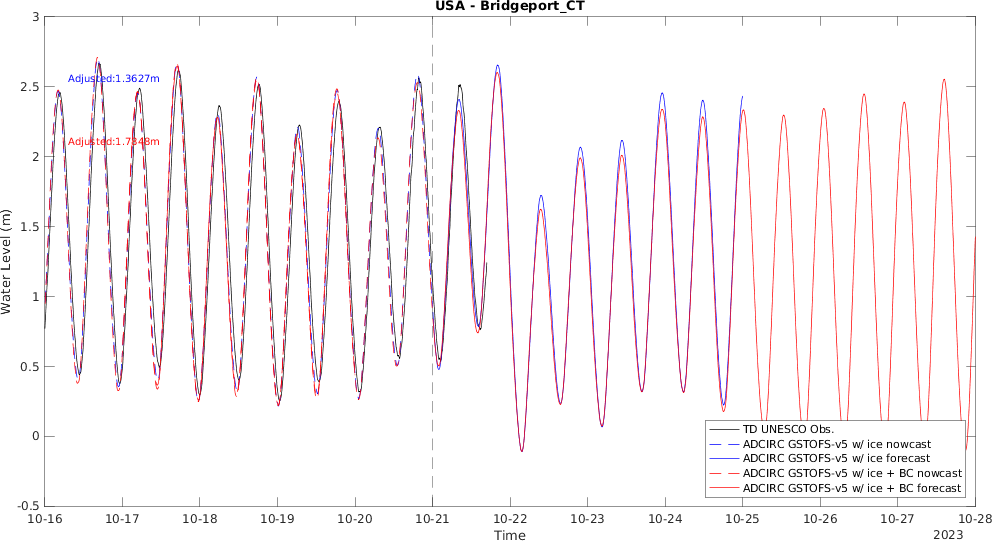 USA - Bridgeport_CT
3
2.5
2
1.5
1
0.5
0
-0.5
Water Level (m)
Adjusted:1.3627m
Adjusted:1.7348m
TD UNESCO Obs.
ADCIRC GSTOFS-v5 w/ ice nowcast
ADCIRC GSTOFS-v5 w/ ice forecast
ADCIRC GSTOFS-v5 w/ ice + BC nowcast
ADCIRC GSTOFS-v5 w/ ice + BC forecast
10-16 10-17 10-18 10-19 10-20 10-21 10-22 10-23 10-24 10-25 10-26 10-27 10-28
Time
2023